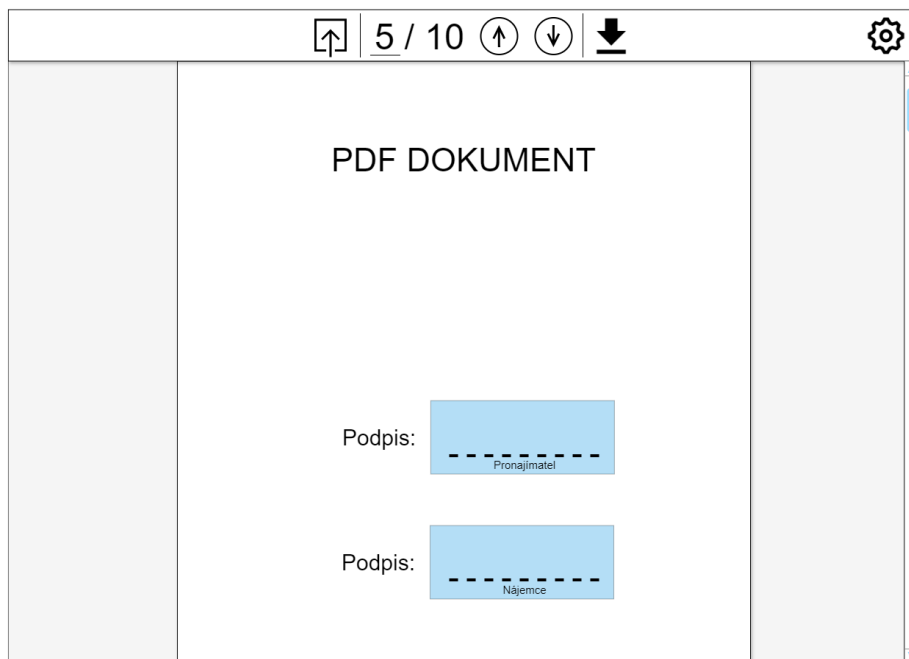 5 / 10
PDF DOKUMENT
Podpis:
Pronajímatel
Podpis:
Nájemce